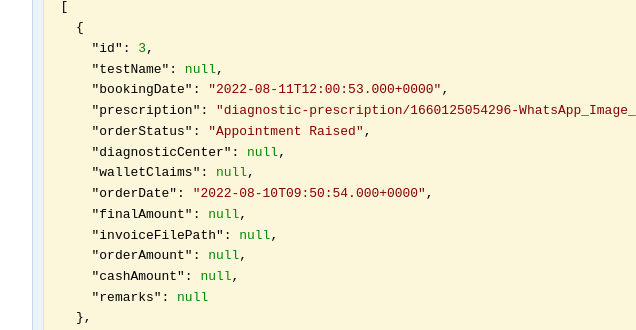 [
{
"id": 3,
"testName": null,
"bookingDate": "2022-08-11T12:00:53.000+0000",
"prescription": "diagnostic-prescription/1660125054296-WhatsApp_Image_
"orderStatus": "Appointment Raised",
"diagnosticCenter": null,
"walletClaims": null,
"orderDate": "2022-08-10T09:50:54.000+0000",
"finalAmount": null,
"invoiceFilePath": null,
"orderAmount": null,
"cashAmount": null,
"remarks": null
},